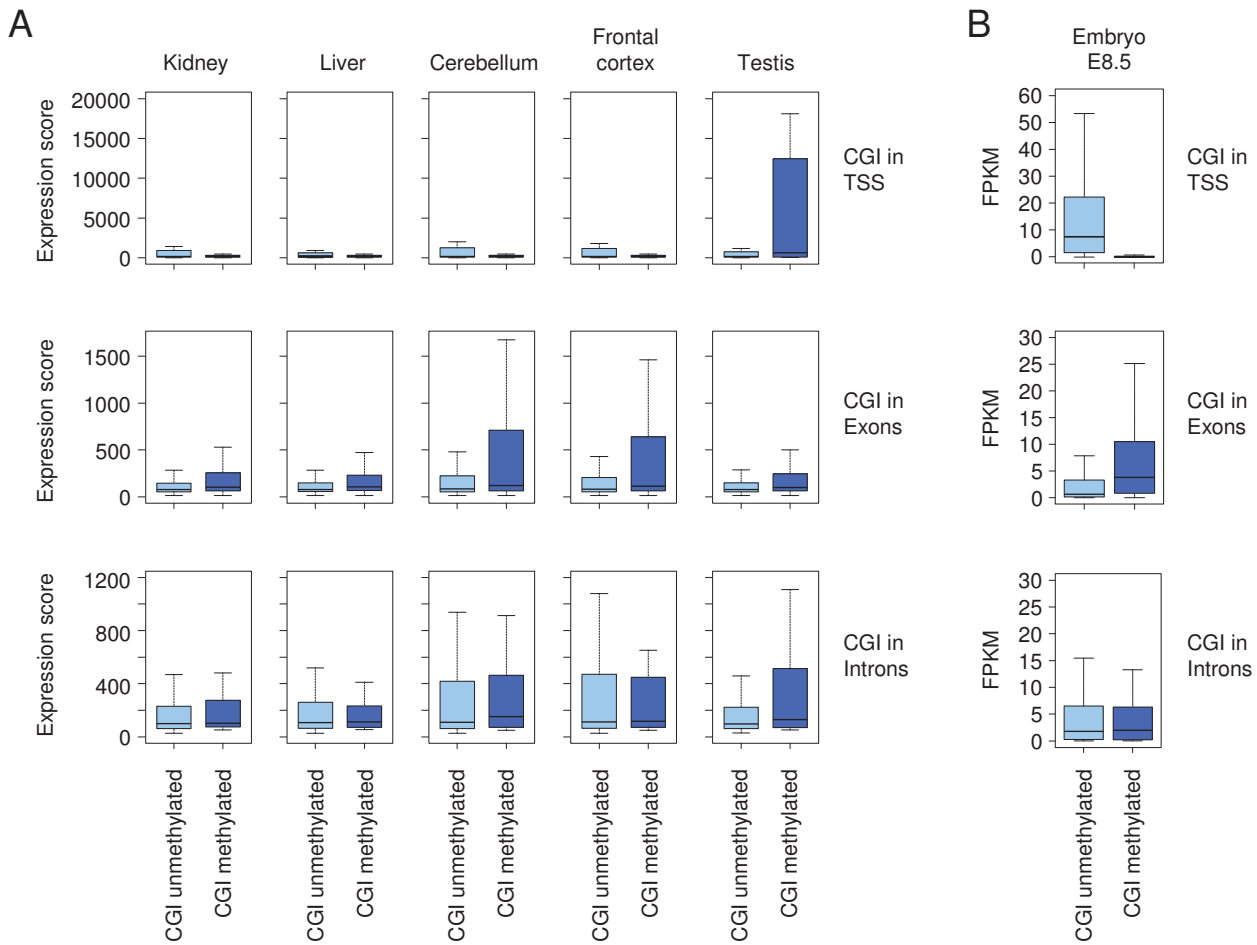 A
B
Kidney
Liver
Cerebellum
Frontal
cortex
Testis
Embryo
E8.5
Expression score
20000
15000
10000
5000
0
CGI in
TSS
FPKM
60
50
40
30
20
10
0
CGI in
TSS
Expression score
1500
1000
500
0
CGI in
Exons
FPKM
30
25
20
15
10
5
0
CGI in
Exons
Expression score
1200
800
400
0
CGI in
Introns
FPKM
30
25
20
15
10
5
0
CGI in
Introns
CGI unmethylated
CGI methylated
CGI unmethylated
CGI methylated
CGI unmethylated
CGI methylated
CGI unmethylated
CGI methylated
CGI unmethylated
CGI methylated
CGI unmethylated
CGI methylated